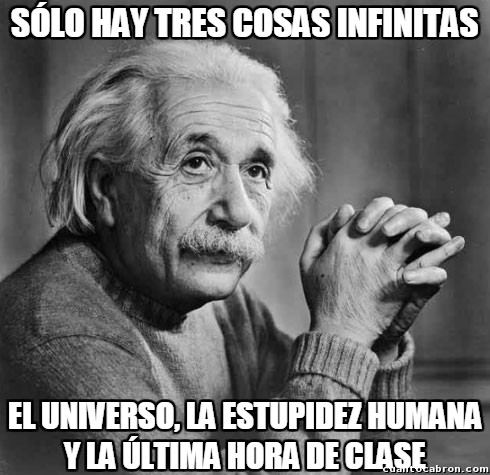 SÓLO HAY TRES COSAS INFINITAS
EL UNIVERSO, LA ESTUPIDEZ HUMANA
Y LA ÚLTIMA HORA DE CLASE
cuantocabron.com